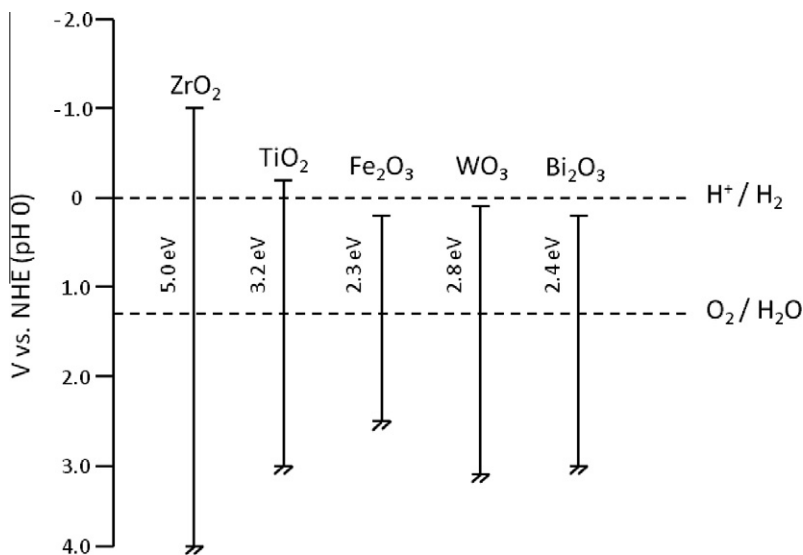 -2.0
-1.0
0
1.0
2.0
3.0
4.0
V vs. NHE (pH 0)
ZrO₂
TiO₂
Fe₂O₃
WO₃
Bi₂O₃
5.0 eV
3.2 eV
2.3 eV
2.8 eV
2.4 eV
H⁺ / H₂
O₂ / H₂O